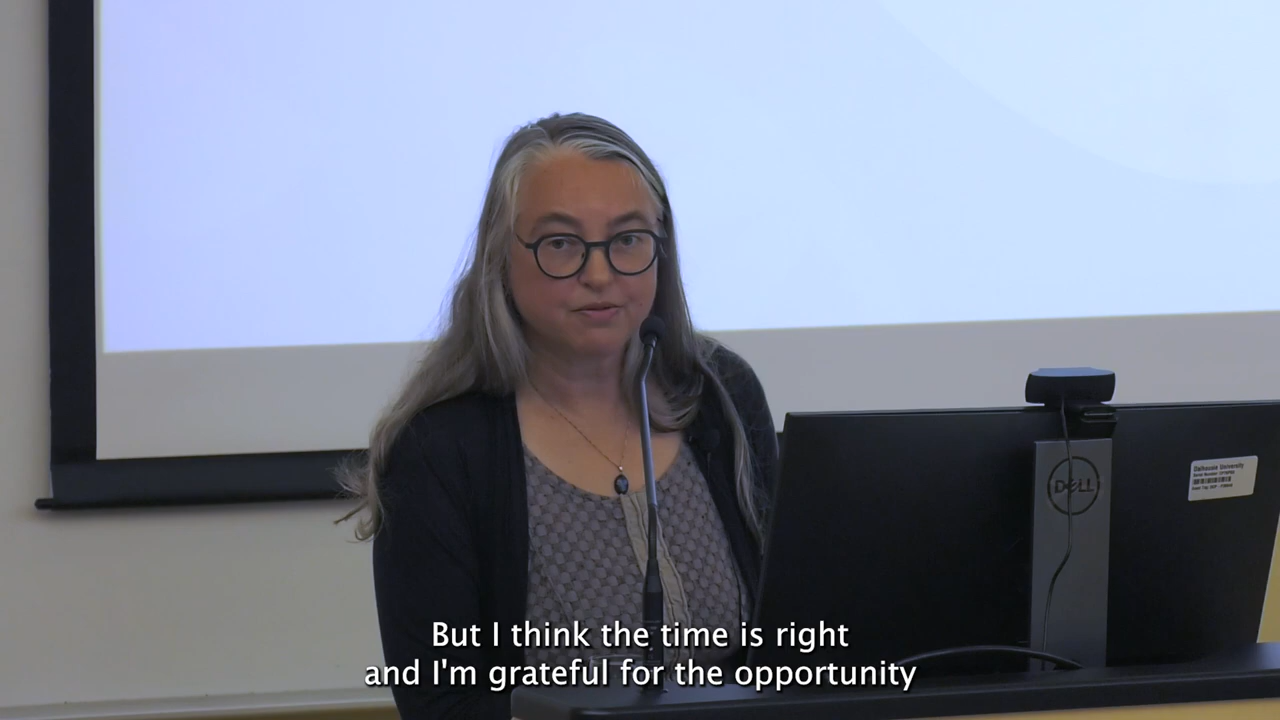 Dalhousie University
DELL
But I think the time is right
and I'm grateful for the opportunity